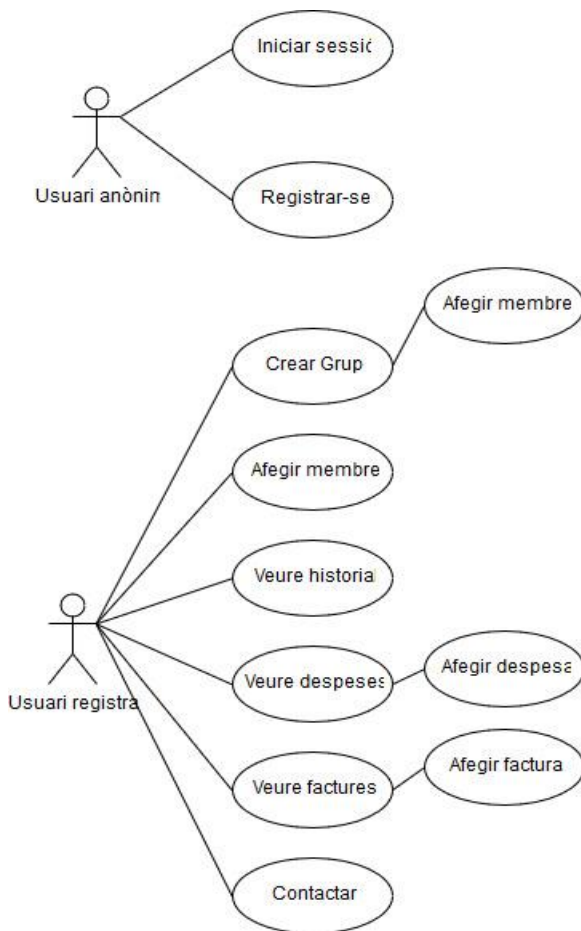 Iniciar sessió
Usuari anònim
Registrar-se
Afegir membre
Crear Grup
Afegir membre
Veure historial
Usuari registra
Veure despeses
Afegir despesa
Veure factures
Afegir factura
Contactar